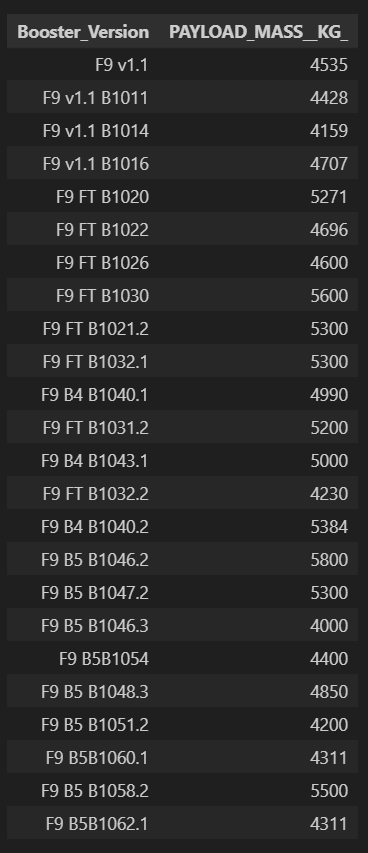 Booster_Version PAYLOAD_MASS__KG_
F9 v1.1 4535
F9 v1.1 B1011 4428
F9 v1.1 B1014 4159
F9 v1.1 B1016 4707
F9 FT B1020 5271
F9 FT B1022 4696
F9 FT B1026 4600
F9 FT B1030 5600
F9 FT B1021.2 5300
F9 FT B1032.1 5300
F9 B4 B1040.1 4990
F9 FT B1031.2 5200
F9 B4 B1043.1 5000
F9 FT B1032.2 4230
F9 B4 B1040.2 5384
F9 B5 B1046.2 5800
F9 B5 B1047.2 5300
F9 B5 B1046.3 4000
F9 B5B1054 4400
F9 B5 B1048.3 4850
F9 B5 B1051.2 4200
F9 B5B1060.1 4311
F9 B5 B1058.2 5500
F9 B5B1062.1 4311